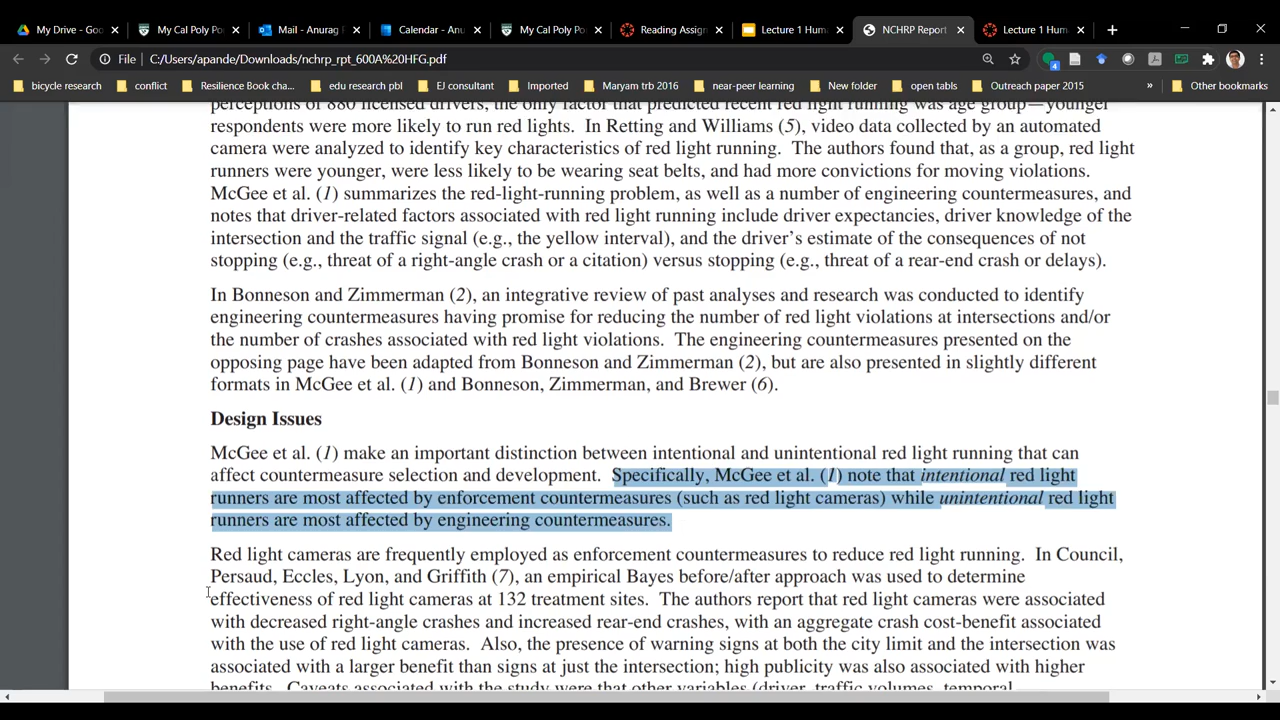 My Drive - Goo
My Cal Poly Po
Mail - Anurag P
Calendar - Anu
My Cal Poly Po
Reading Assign
Lecture 1 Huma
NCHRP Report
Lecture 1 Huma
File
C:/Users/apande/Downloads/nchrp_rpt_600A%20HFG.pdf
4
bicycle research
conflict
Resilience Book cha...
edu research pbl
EJ consultant
Imported
Maryam trb 2016
near-peer learning
New folder
open tabs
Outreach paper 2015
»
Other bookmarks
perceptions of 880 licensed drivers, the only factor that predicted recent red light running was age group—younger
respondents were more likely to run red lights. In Retting and Williams (5), video data collected by an automated
camera were analyzed to identify key characteristics of red light running. The authors found that, as a group, red light
runners were younger, were less likely to be wearing seat belts, and had more convictions for moving violations.
McGee et al. (1) summarizes the red-light-running problem, as well as a number of engineering countermeasures, and
notes that driver-related factors associated with red light running include driver expectancies, driver knowledge of the
intersection and the traffic signal (e.g., the yellow interval), and the driver's estimate of the consequences of not
stopping (e.g., threat of a right-angle crash or a citation) versus stopping (e.g., threat of a rear-end crash or delays).
In Bonneson and Zimmerman (2), an integrative review of past analyses and research was conducted to identify
engineering countermeasures having promise for reducing the number of red light violations at intersections and/or
the number of crashes associated with red light violations. The engineering countermeasures presented on the
opposing page have been adapted from Bonneson and Zimmerman (2), but are also presented in slightly different
formats in McGee et al. (1) and Bonneson, Zimmerman, and Brewer (6).
Design Issues
McGee et al. (1) make an important distinction between intentional and unintentional red light running that can
affect countermeasure selection and development. Specifically, McGee et al. (1) note that intentional red light
runners are most affected by enforcement countermeasures (such as red light cameras) while unintentional red light
runners are most affected by engineering countermeasures.
Red light cameras are frequently employed as enforcement countermeasures to reduce red light running. In Council,
Persaud, Eccles, Lyon, and Griffith (7), an empirical Bayes before/after approach was used to determine
effectiveness of red light cameras at 132 treatment sites. The authors report that red light cameras were associated
with decreased right-angle crashes and increased rear-end crashes, with an aggregate crash cost-benefit associated
with the use of red light cameras. Also, the presence of warning signs at both the city limit and the intersection was
associated with a larger benefit than signs at just the intersection; high publicity was also associated with higher
benefits. Caveats associated with the study were that other variables (driver, traffic volumes, temporal